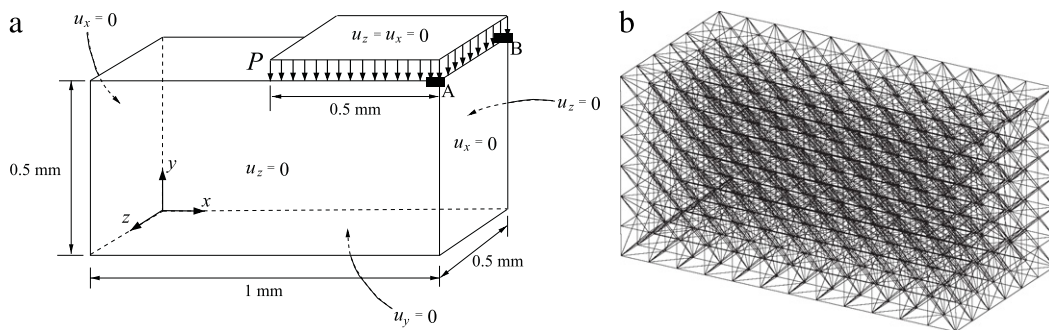 a
u_x = 0
u_z = u_x = 0
B
P
A
0.5 mm
u_z = 0
u_x = 0
0.5 mm
u_z = 0
y
x
z
0.5 mm
1 mm
u_y = 0
b